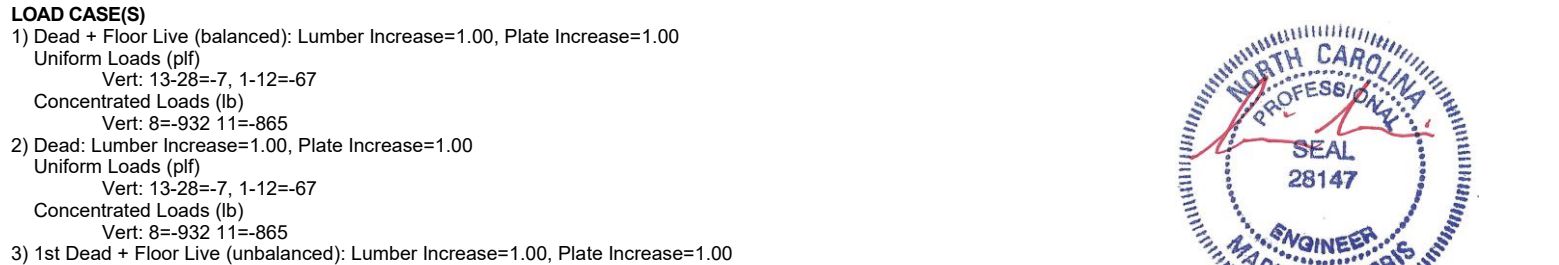 LOAD CASE(S)
1) Dead + Floor Live (balanced): Lumber Increase=1.00, Plate Increase=1.00
Uniform Loads (plf)
Vert: 13-28=-7, 1-12=-67
Concentrated Loads (lb)
Vert: 8=-932 11=-865
2) Dead: Lumber Increase=1.00, Plate Increase=1.00
Uniform Loads (plf)
Vert: 13-28=-7, 1-12=-67
Concentrated Loads (lb)
Vert: 8=-932 11=-865
3) 1st Dead + Floor Live (unbalanced): Lumber Increase=1.00, Plate Increase=1.00
NORTH CAROLINA
PROFESSIONAL
SEAL
28147
ENGINEER